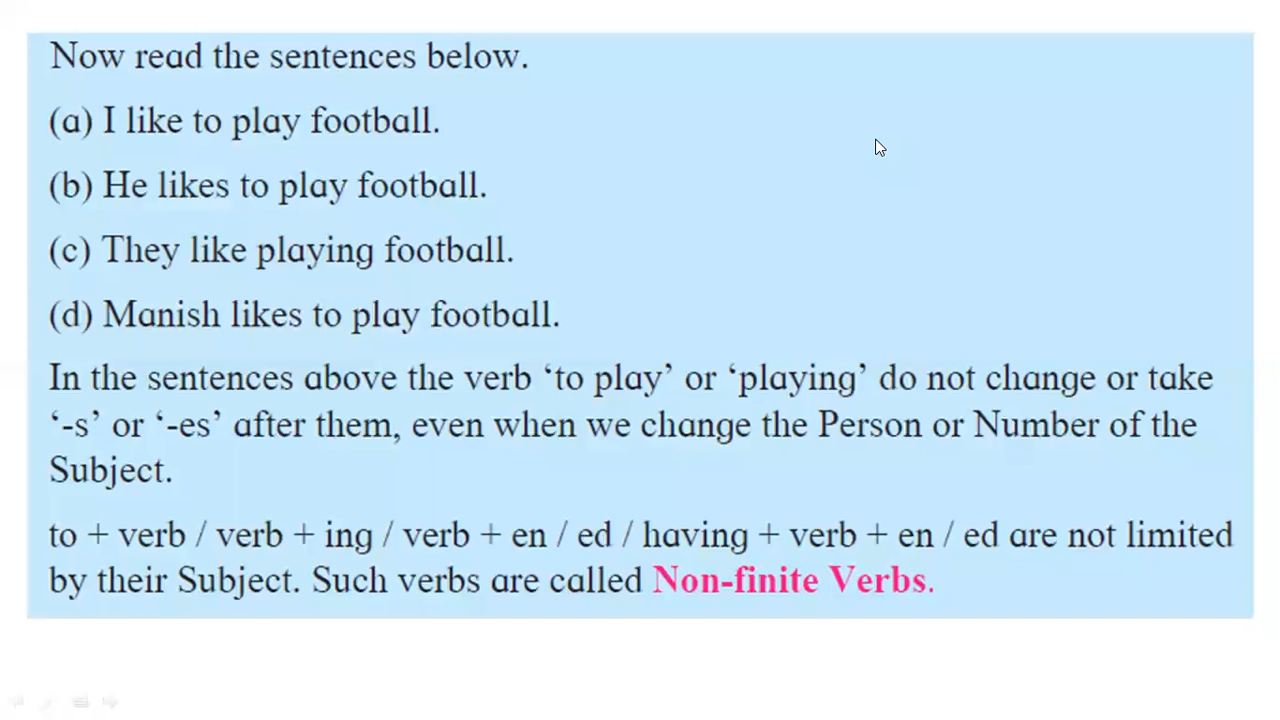 Now read the sentences below.
(a) I like to play football.
(b) He likes to play football.
(c) They like playing football.
(d) Manish likes to play football.
In the sentences above the verb ‘to play’ or ‘playing’ do not change or take
‘-s’ or ‘-es’ after them, even when we change the Person or Number of the
Subject.
to + verb / verb + ing / verb + en / ed / having + verb + en / ed are not limited
by their Subject. Such verbs are called Non-finite Verbs.